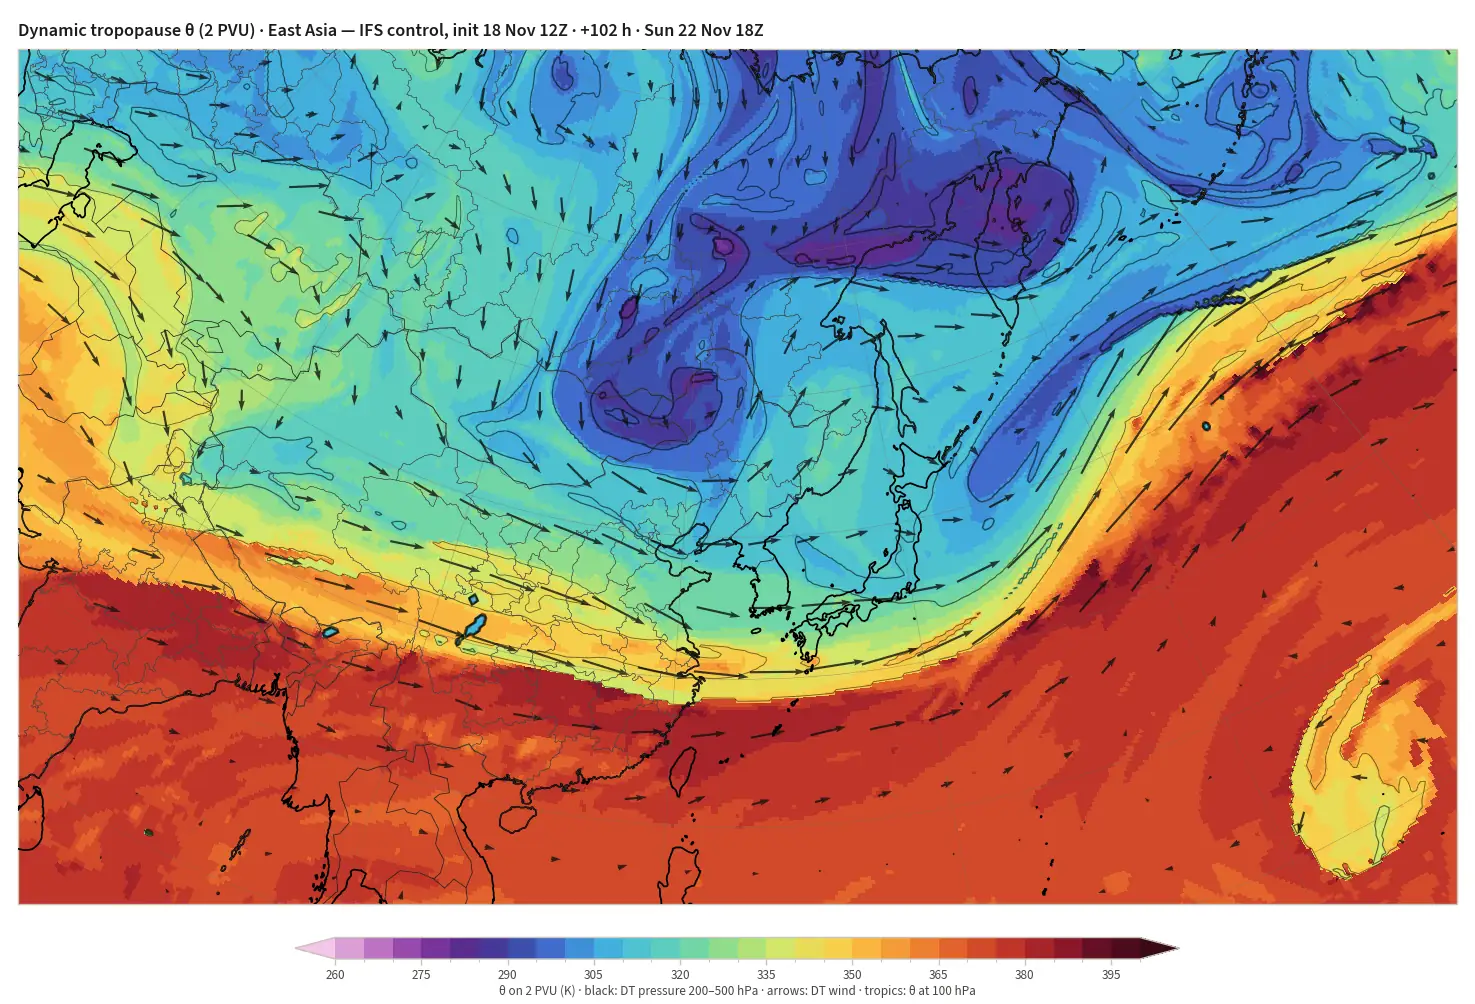 Dynamic tropopause θ (2 PVU) · East Asia — IFS control, init 18 Nov 12Z · +102 h · Sun 22 Nov 18Z
260 275 290 305 320 335 350 365 380 395
θ on 2 PVU (K) · black: DT pressure 200–500 hPa · arrows: DT wind · tropics: θ at 100 hPa